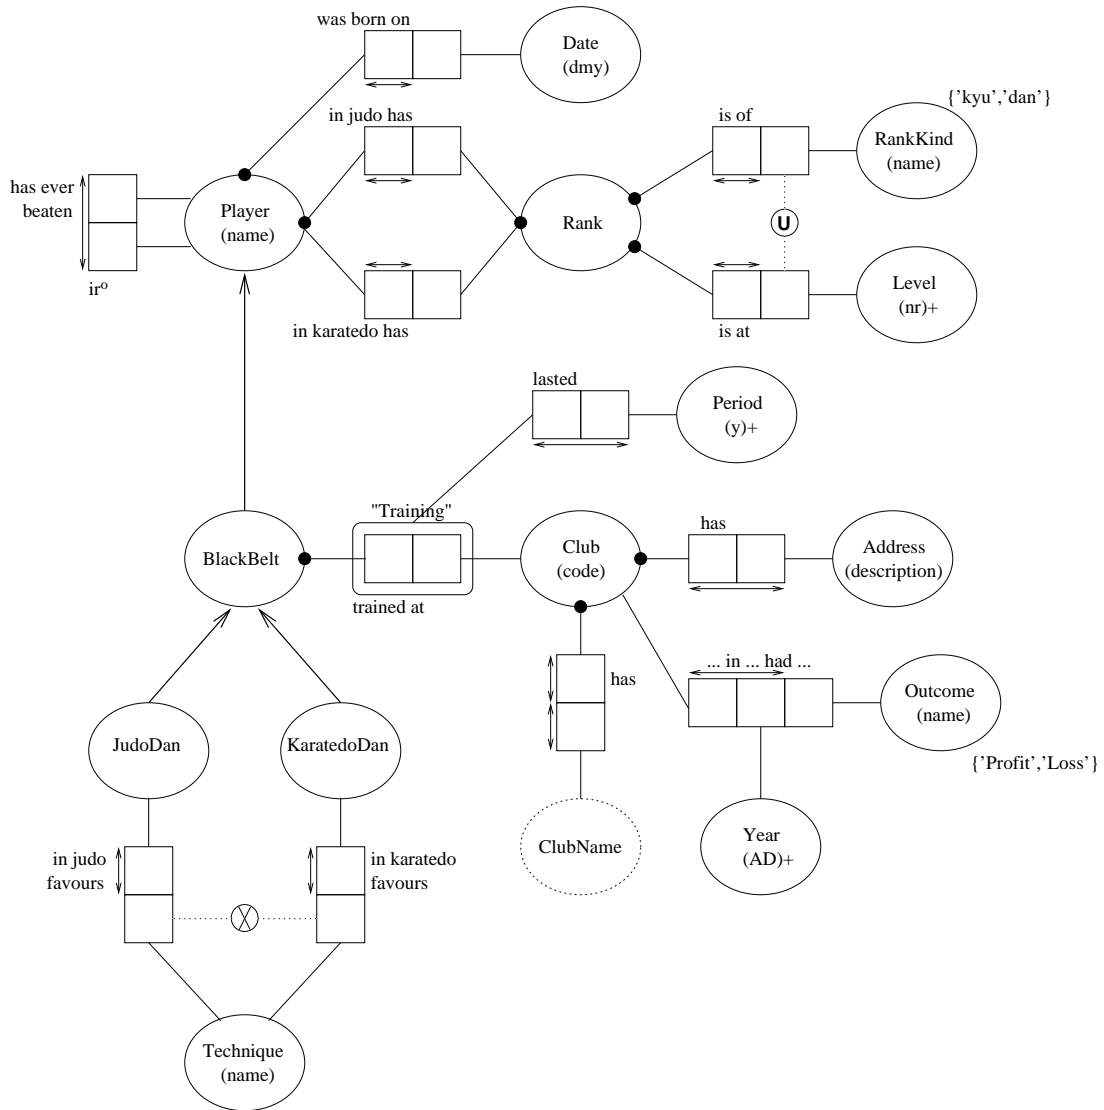 was born on
Date
(dmy)
{'kyu','dan'}
in judo has
is of
RankKind
(name)
has ever
beaten
Player
(name)
Rank
U
irº
in karatedo has
is at
Level
(nr)+
lasted
Period
(y)+
"Training"
BlackBelt
trained at
Club
(code)
has
Address
(description)
has
... in ... had ...
Outcome
(name)
{'Profit','Loss'}
JudoDan
KaratedoDan
ClubName
Year
(AD)+
in judo
favours
in karatedo
favours
Technique
(name)